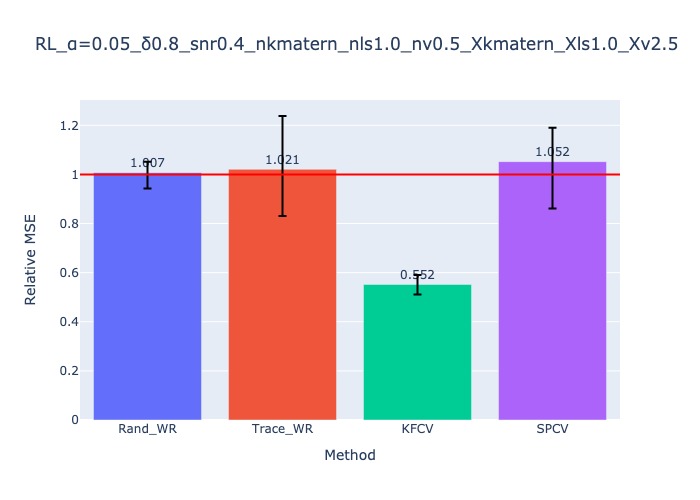 RL_α=0.05_δ0.8_snr0.4_nkmatern_nls1.0_nv0.5_Xkmatern_Xls1.0_Xv2.5
1.2
1
0.8
0.6
0.4
0.2
0
Relative MSE
1.007
1.021
0.552
1.052
Rand_WR
Trace_WR
KFCV
SPCV
Method